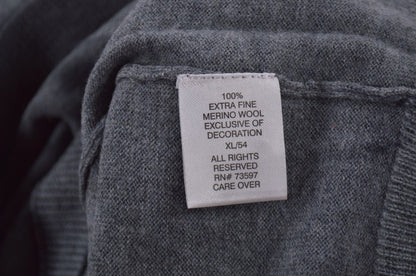 100%
EXTRA FINE
MERINO WOOL
EXCLUSIVE OF
DECORATION
XL/54
ALL RIGHTS
RESERVED
RN# 73597
CARE OVER